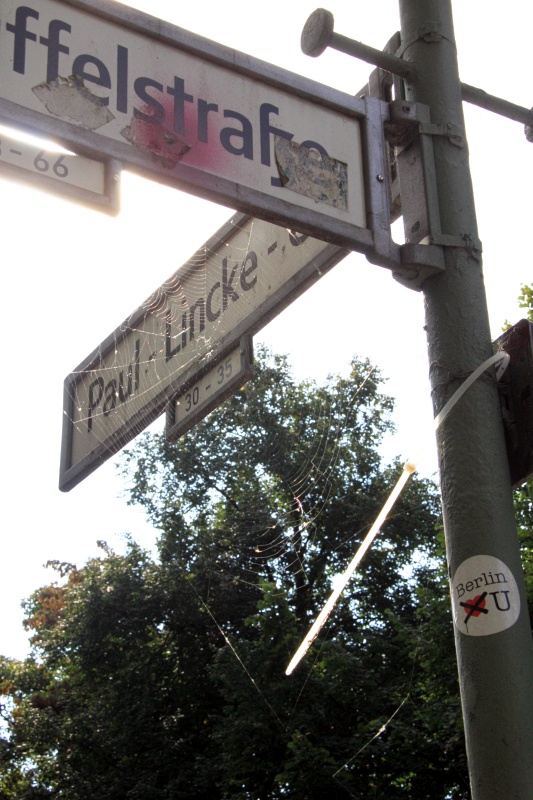 ffelstraße
- 66
Paul - Lincke -
30 - 35
Berlin
U